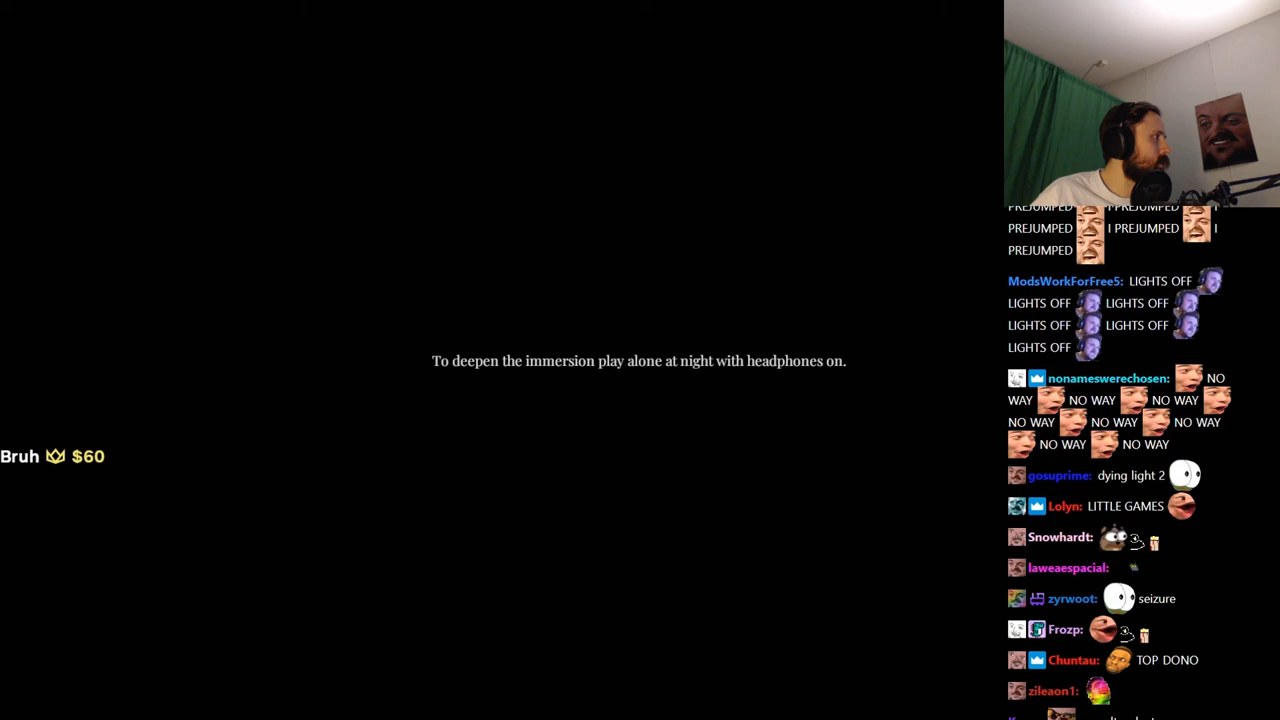 To deepen the immersion play alone at night with headphones on.
Bruh $60
PREJUMPED I PREJUMPED I
PREJUMPED I PREJUMPED I
PREJUMPED
ModsWorkForFree5: LIGHTS OFF
LIGHTS OFF LIGHTS OFF
LIGHTS OFF LIGHTS OFF
LIGHTS OFF
nonameswerechosen: NO
WAY NO WAY NO WAY
NO WAY NO WAY NO WAY
NO WAY NO WAY
gosuprime: dying light 2
Lolyn: LITTLE GAMES
Snowhardt:
laweaespacial:
zyrwoot: seizure
Frozp:
Chuntau: TOP DONO
zileaon1: